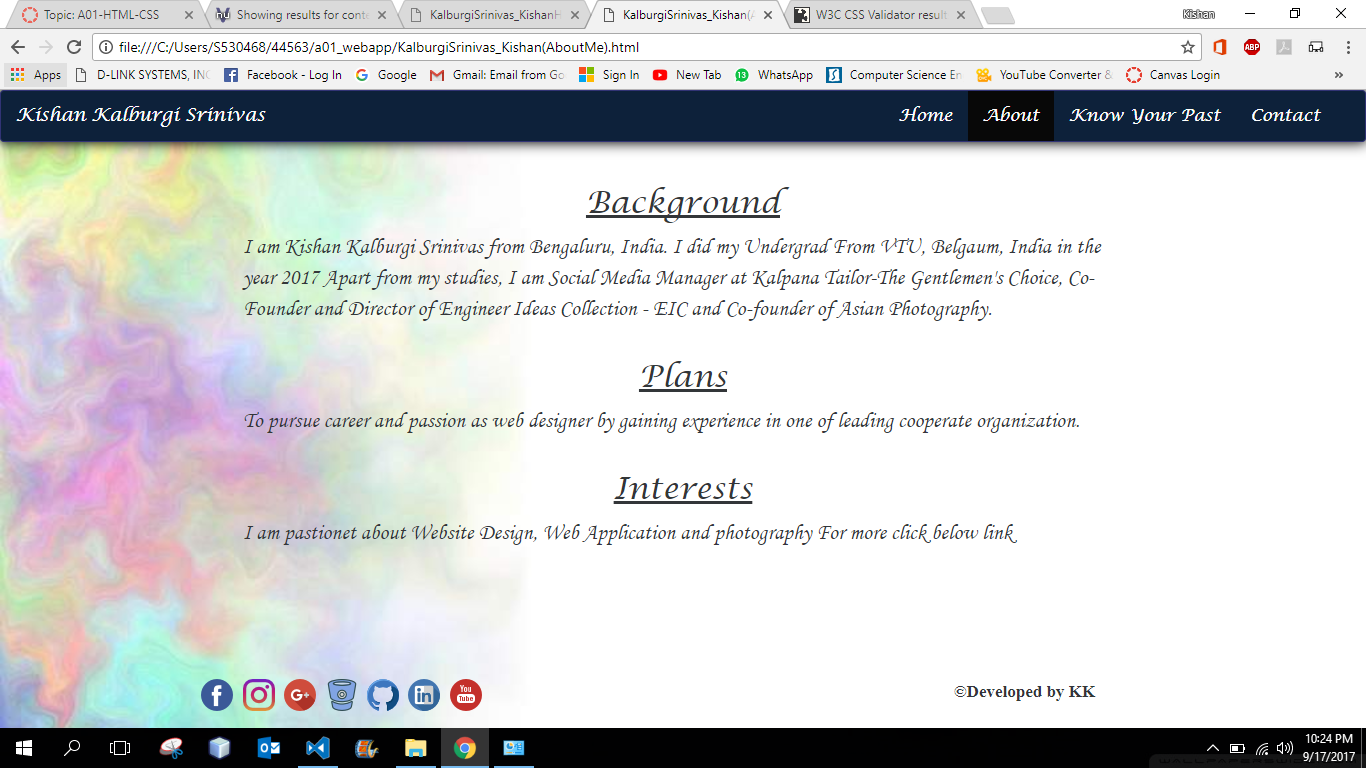 Topic: A01-HTML-CSS
Showing results for conte
KalburgiSrinivas_KishanH
KalburgiSrinivas_Kishan(A
W3C CSS Validator result
Kishan
file:///C:/Users/S530468/44563/a01_webapp/KalburgiSrinivas_Kishan(AboutMe).html
ABP
Apps D-LINK SYSTEMS, INC Facebook - Log In Google Gmail: Email from Go Sign In New Tab 13 WhatsApp Computer Science En YouTube Converter & Canvas Login »
Kishan Kalburgi Srinivas Home About Know Your Past Contact
Background
I am Kishan Kalburgi Srinivas from Bengaluru, India. I did my Undergrad From VTU, Belgaum, India in the
year 2017 Apart from my studies, I am Social Media Manager at Kalpana Tailor-The Gentlemen's Choice, Co-
Founder and Director of Engineer Ideas Collection - EIC and Co-founder of Asian Photography.
Plans
To pursue career and passion as web designer by gaining experience in one of leading cooperate organization.
Interests
I am pastionet about Website Design, Web Application and photography For more click below link
You
Tube
©Developed by KK
10:24 PM
9/17/2017